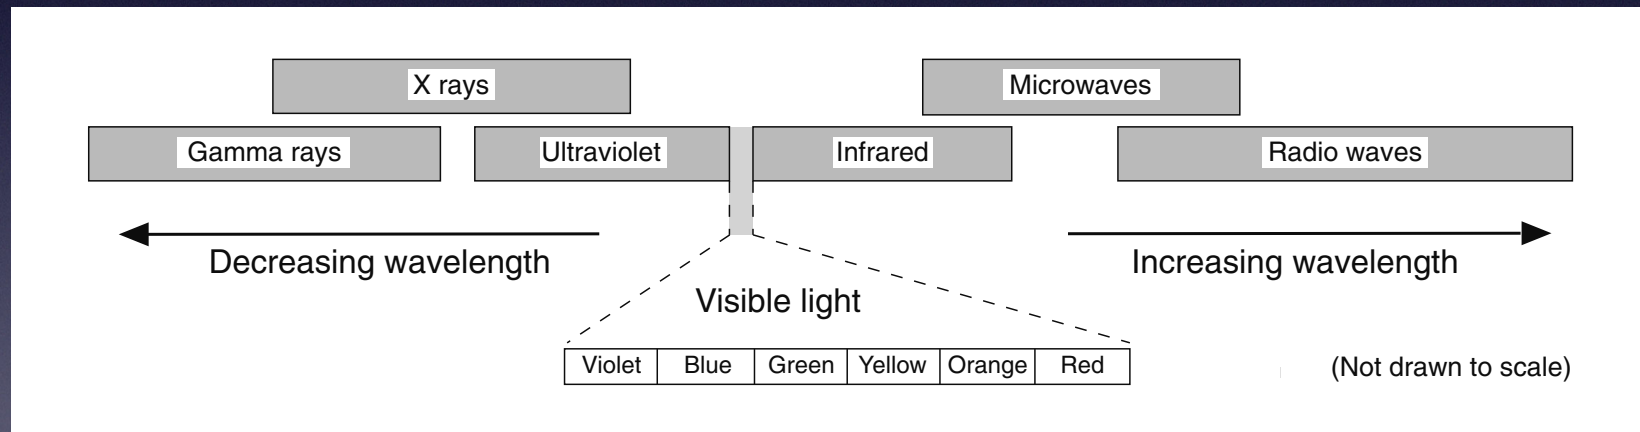 X rays
Microwaves
Gamma rays
Ultraviolet
Infrared
Radio waves
Decreasing wavelength
Increasing wavelength
Visible light
Violet Blue Green Yellow Orange Red
(Not drawn to scale)